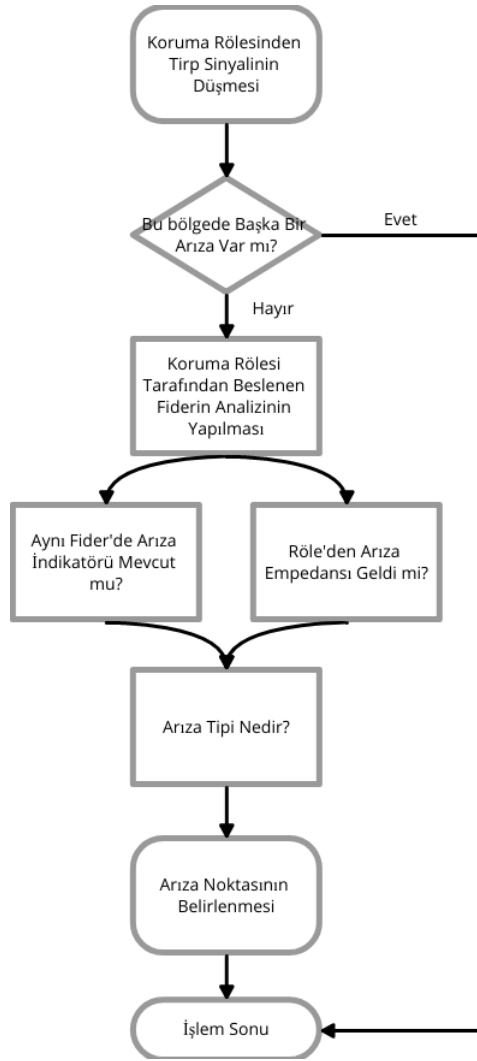 Koruma Rölesinden
Tirp Sinyalinin
Düşmesi
Bu bölgede Başka Bir
Arıza Var mı?
Evet
Hayır
Koruma Rölesi
Tarafından Beslenen
Fiderin Analizinin
Yapılması
Aynı Fider'de Arıza
İndikatörü Mevcut
mu?
Röle'den Arıza
Empedansı Geldi mi?
Arıza Tipi Nedir?
Arıza Noktasının
Belirlenmesi
İşlem Sonu